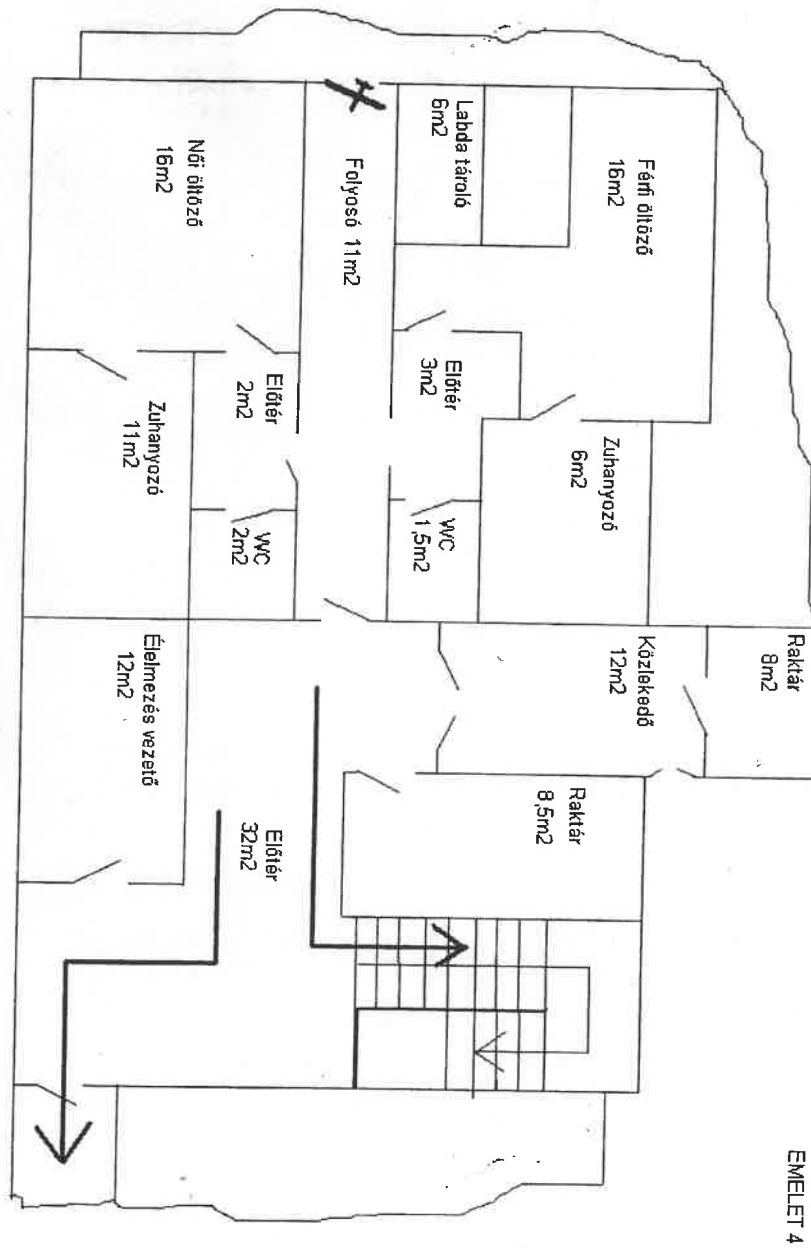 EMELET 4
Raktár
8m2
Férfi öltöző
16m2
Zuhanyozó
6m2
Közlekedő
12m2
Raktár
8,5m2
Labda tároló
6m2
Előtér
3m2
WC
1,5m2
Folyosó 11m2
Előtér
32m2
Előtér
2m2
WC
2m2
Női öltöző
16m2
Zuhanyozó
11m2
Élelmezés vezető
12m2